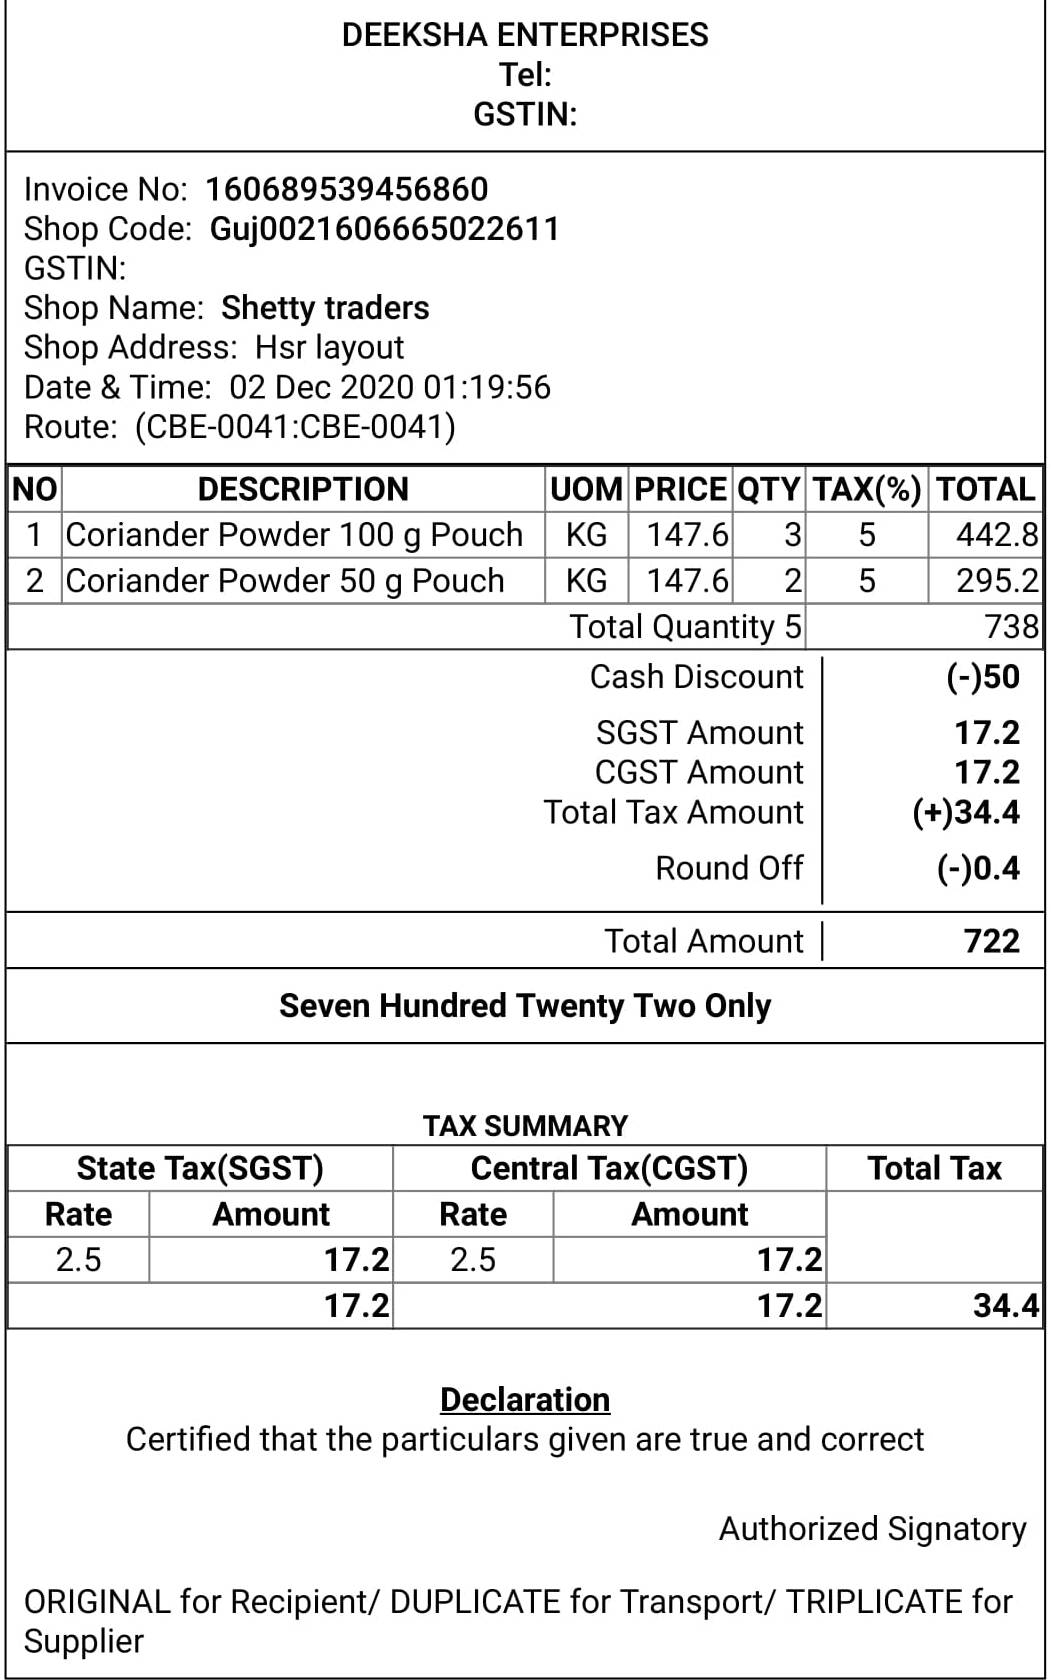 DEEKSHA ENTERPRISES
Tel:
GSTIN:
Invoice No: 160689539456860
Shop Code: Guj0021606665022611
GSTIN:
Shop Name: Shetty traders
Shop Address: Hsr layout
Date & Time: 02 Dec 2020 01:19:56
Route: (CBE-0041:CBE-0041)
NO DESCRIPTION UOM PRICE QTY TAX(%) TOTAL
1 Coriander Powder 100 g Pouch KG 147.6 3 5 442.8
2 Coriander Powder 50 g Pouch KG 147.6 2 5 295.2
Total Quantity 5 738
Cash Discount (-)50
SGST Amount 17.2
CGST Amount 17.2
Total Tax Amount (+)34.4
Round Off (-)0.4
Total Amount 722
Seven Hundred Twenty Two Only
TAX SUMMARY
State Tax(SGST) Central Tax(CGST) Total Tax
Rate Amount Rate Amount
2.5 17.2 2.5 17.2
17.2 17.2 34.4
Declaration
Certified that the particulars given are true and correct
Authorized Signatory
ORIGINAL for Recipient/ DUPLICATE for Transport/ TRIPLICATE for
Supplier